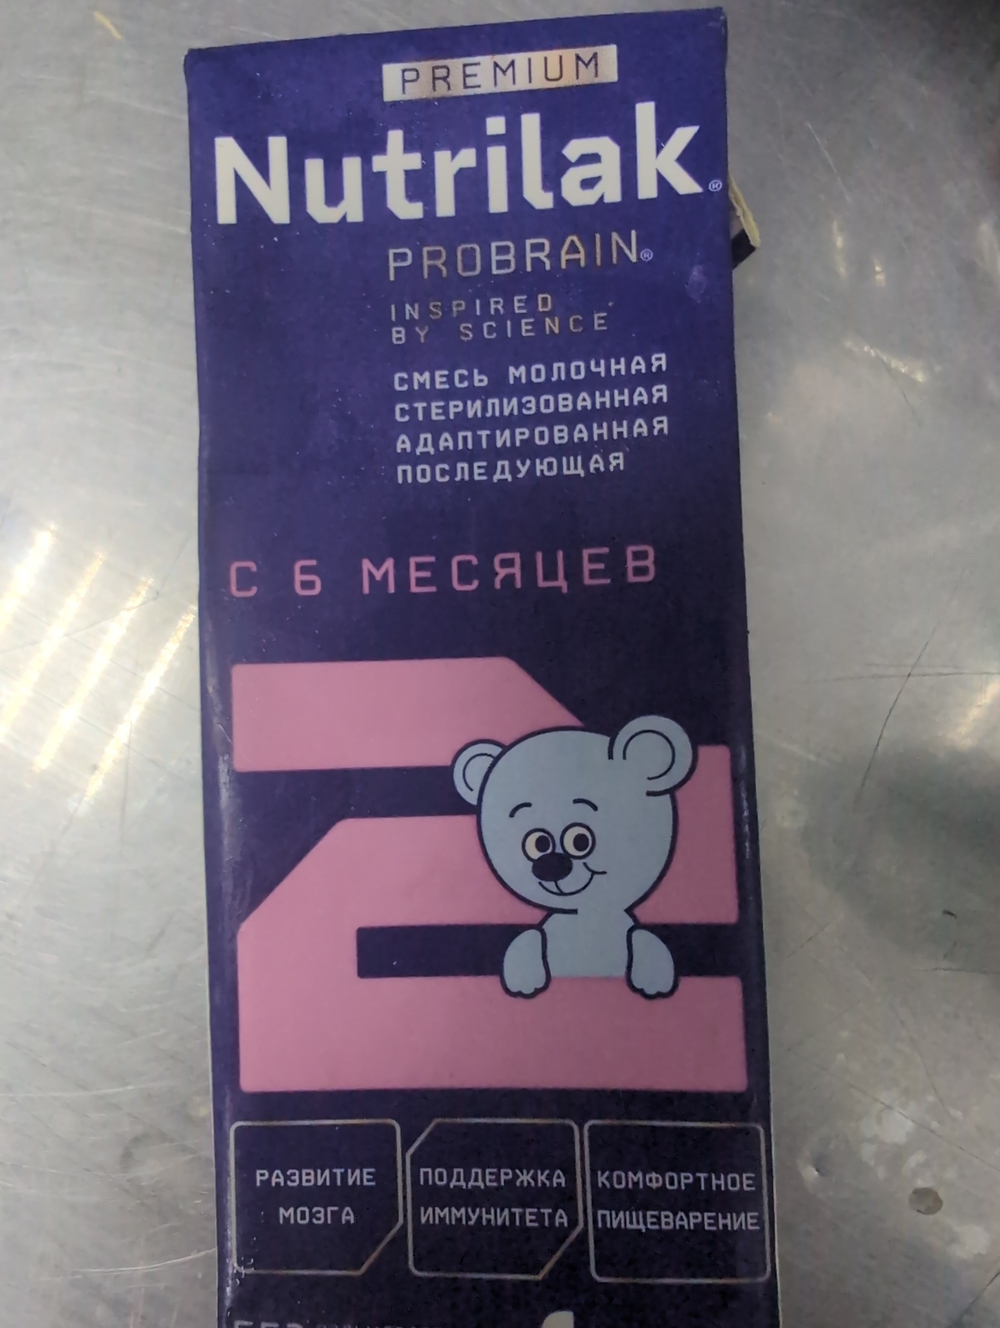 PREMIUM
Nutrilak®
PROBRAIN®
INSPIRED
BY SCIENCE
СМЕСЬ МОЛОЧНАЯ
СТЕРИЛИЗОВАННАЯ
АДАПТИРОВАННАЯ
ПОСЛЕДУЮЩАЯ
С 6 МЕСЯЦЕВ
2
РАЗВИТИЕ
МОЗГА
ПОДДЕРЖКА
ИММУНИТЕТА
КОМФОРТНОЕ
ПИЩЕВАРЕНИЕ